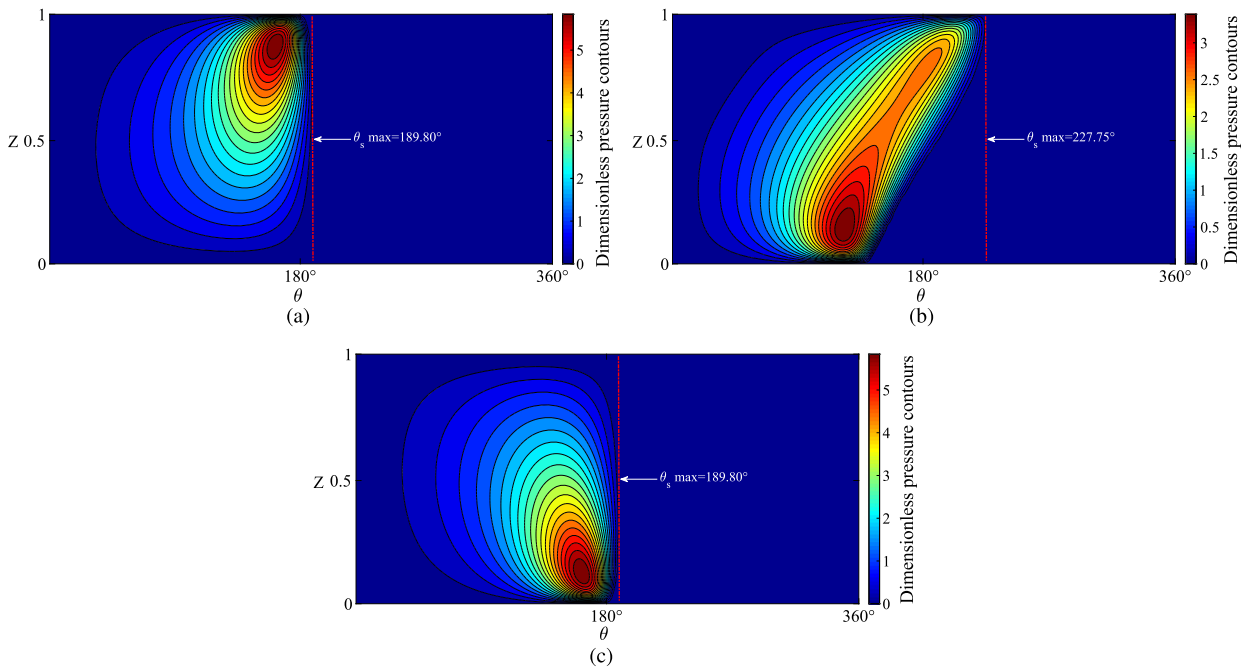 1
Z 0.5
0
180°
360°
θ
θs max=189.80°
5
4
3
2
1
0
Dimensionless pressure contours
(a)
1
Z 0.5
0
180°
360°
θ
θs max=227.75°
3
2.5
2
1.5
1
0.5
0
Dimensionless pressure contours
(b)
1
Z 0.5
0
180°
360°
θ
θs max=189.80°
5
4
3
2
1
0
Dimensionless pressure contours
(c)